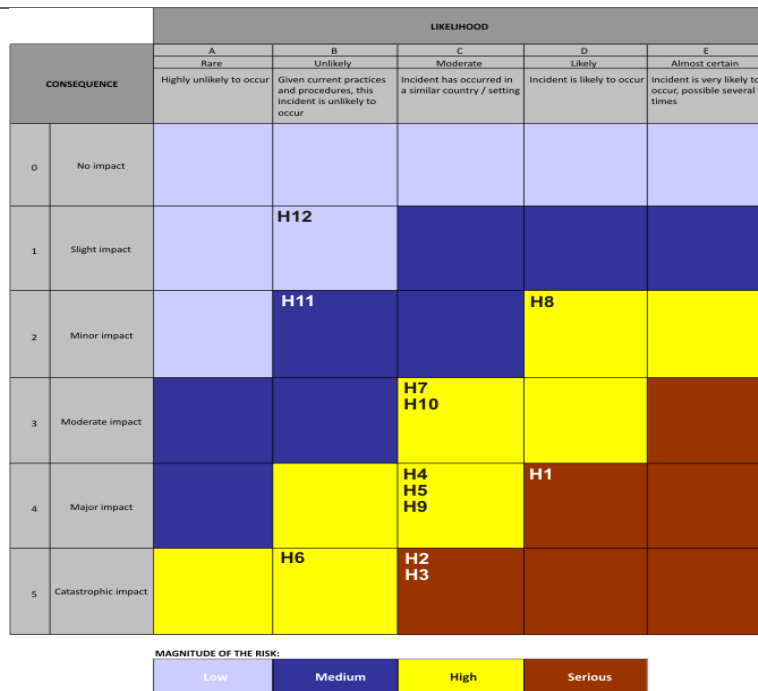 LIKELIHOOD
CONSEQUENCE
A
B
C
D
E
Rare
Unlikely
Moderate
Likely
Almost certain
Highly unlikely to occur
Given current practices
and procedures, this
incident is unlikely to
occur
Incident has occurred in
a similar country / setting
Incident is likely to occur
Incident is very likely to
occur, possible several
times
0
No impact
1
Slight impact
H12
2
Minor impact
H11
H8
3
Moderate impact
H7
H10
4
Major impact
H4
H5
H9
H1
5
Catastrophic impact
H6
H2
H3
MAGNITUDE OF THE RISK:
Low
Medium
High
Serious